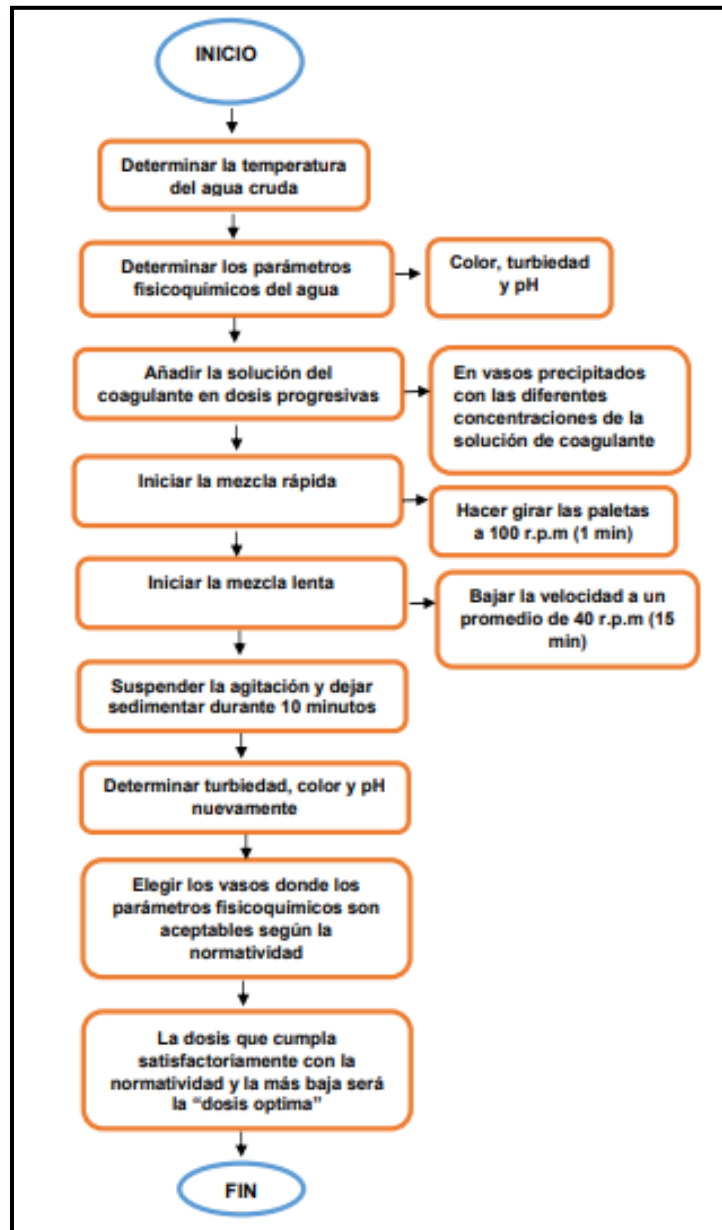 INICIO
Determinar la temperatura
del agua cruda
Determinar los parámetros
fisicoquímicos del agua
Color, turbiedad
y pH
Añadir la solución del
coagulante en dosis progresivas
En vasos precipitados
con las diferentes
concentraciones de la
solución de coagulante
Iniciar la mezcla rápida
Hacer girar las paletas
a 100 r.p.m (1 min)
Iniciar la mezcla lenta
Bajar la velocidad a un
promedio de 40 r.p.m (15
min)
Suspender la agitación y dejar
sedimentar durante 10 minutos
Determinar turbiedad, color y pH
nuevamente
Elegir los vasos donde los
parámetros fisicoquímicos son
aceptables según la
normatividad
La dosis que cumpla
satisfactoriamente con la
normatividad y la más baja será
la “dosis optima”
FIN